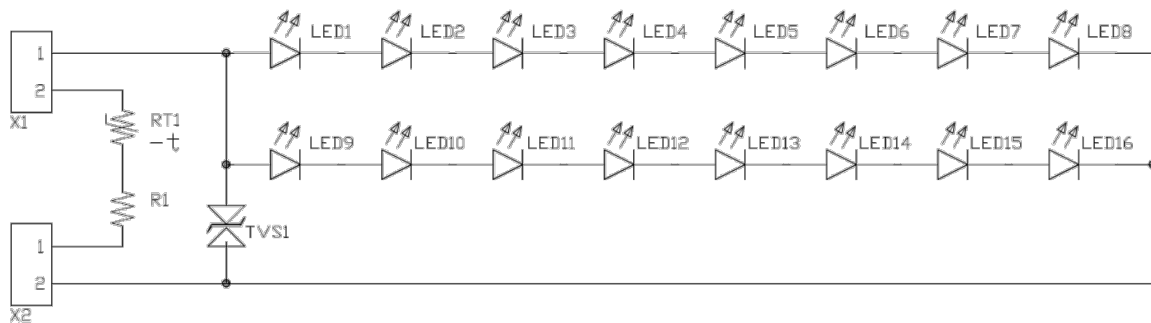 LED1 LED2 LED3 LED4 LED5 LED6 LED7 LED8
1
2
X1
RT1
-t
LED9 LED10 LED11 LED12 LED13 LED14 LED15 LED16
R1
TVS1
1
2
X2